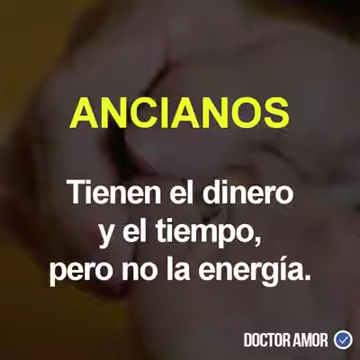 ANCIANOS
Tienen el dinero
y el tiempo,
pero no la energía.
DOCTOR AMOR